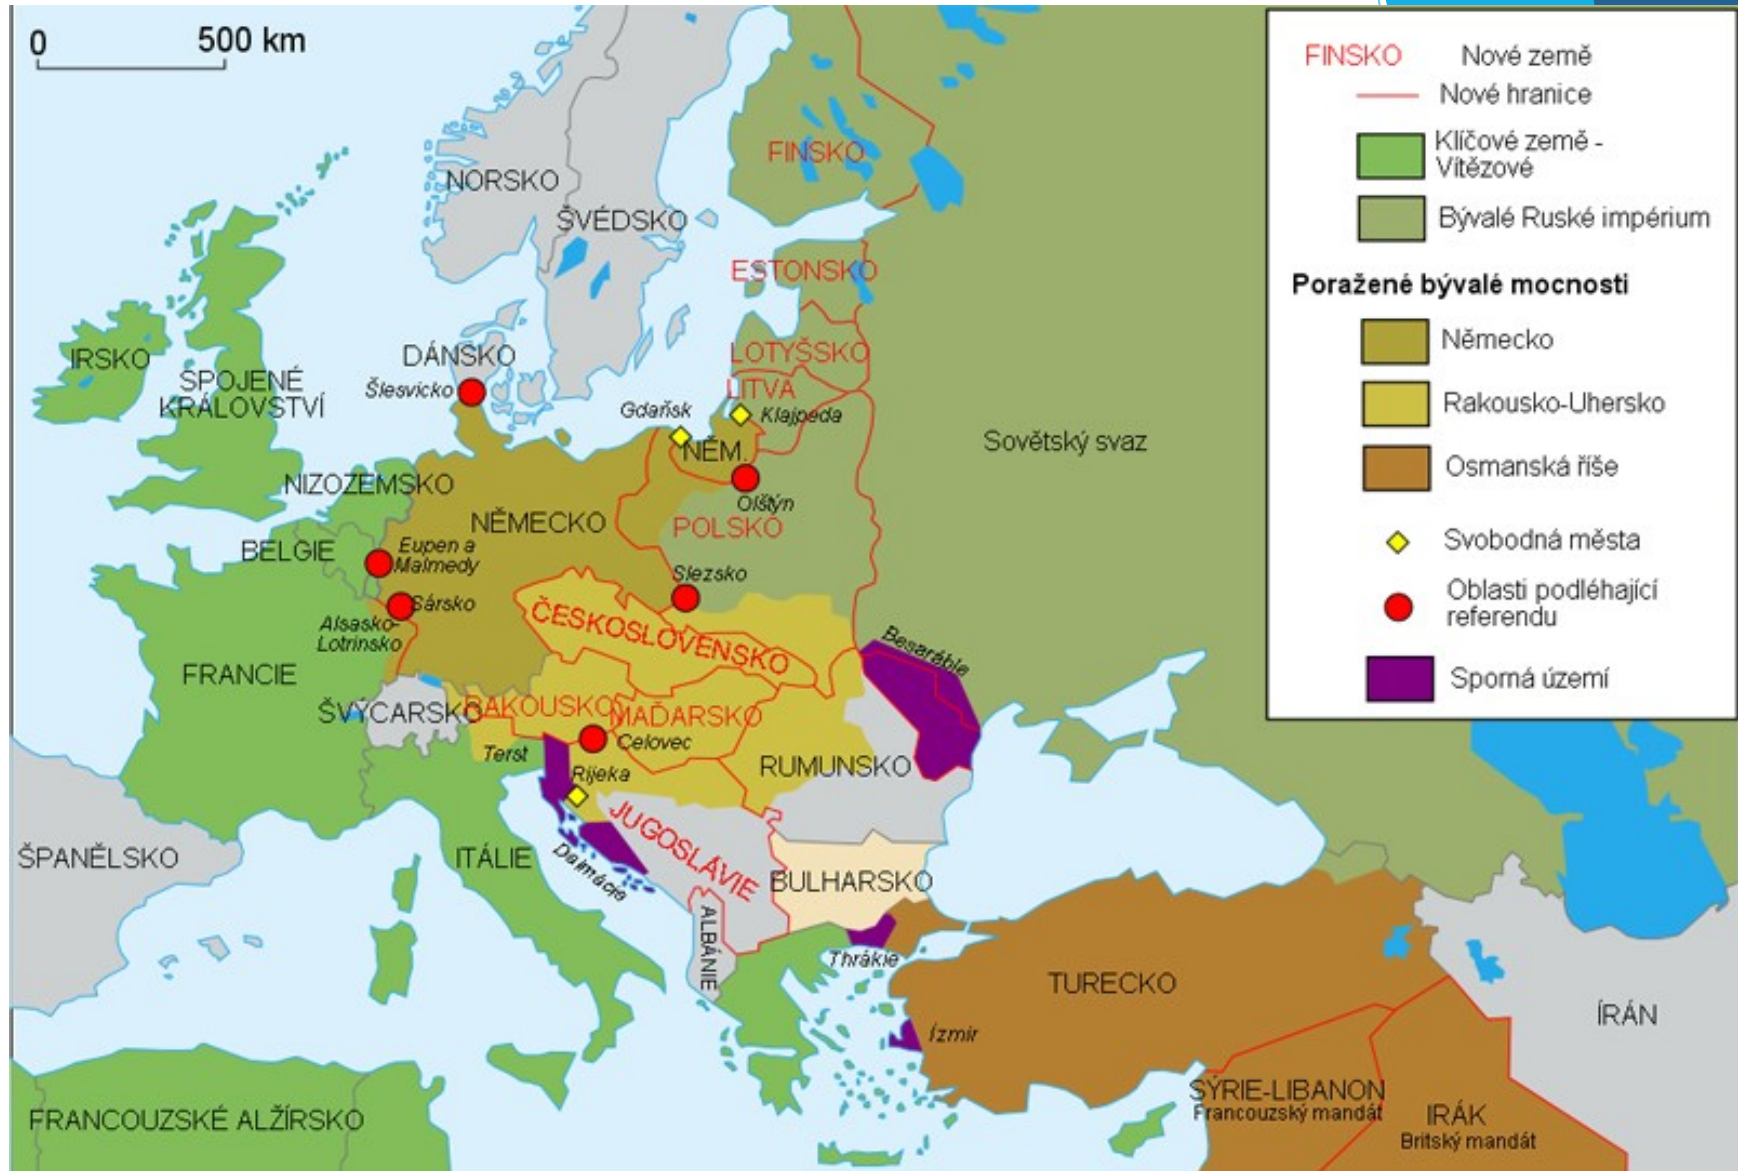 0 500 km
NORSKO
ŠVÉDSKO
FINSKO
ESTONSKO
LOTYŠSKO
LITVA
Klajpeda
IRSKO
SPOJENÉ
KRÁLOVSTVÍ
DÁNSKO
Šlesvicko
Gdaňsk
NĚM.
Olštýn
POLSKO
Sovětský svaz
NIZOZEMSKO
NĚMECKO
BELGIE
Eupen a
Malmedy
Slezsko
Sársko
Alsasko-
Lotrinsko
ČESKOSLOVENSKO
Besarábie
FRANCIE
ŠVÝCARSKO
RAKOUSKO
MAĎARSKO
Celovec
Terst
Rijeka
RUMUNSKO
JUGOSLÁVIE
ŠPANĚLSKO
ITÁLIE
Dalmácie
BULHARSKO
ALBÁNIE
Thrákie
TURECKO
ÍRÁN
Ízmir
FRANCOUZSKÉ ALŽÍRSKO
SÝRIE-LIBANON
Francouzský mandát
IRÁK
Britský mandát
FINSKO Nové země
Nové hranice
Klíčové země -
Vítězové
Bývalé Ruské impérium
Poražené bývalé mocnosti
Německo
Rakousko-Uhersko
Osmanská říše
Svobodná města
Oblasti podléhající
referendu
Sporná území